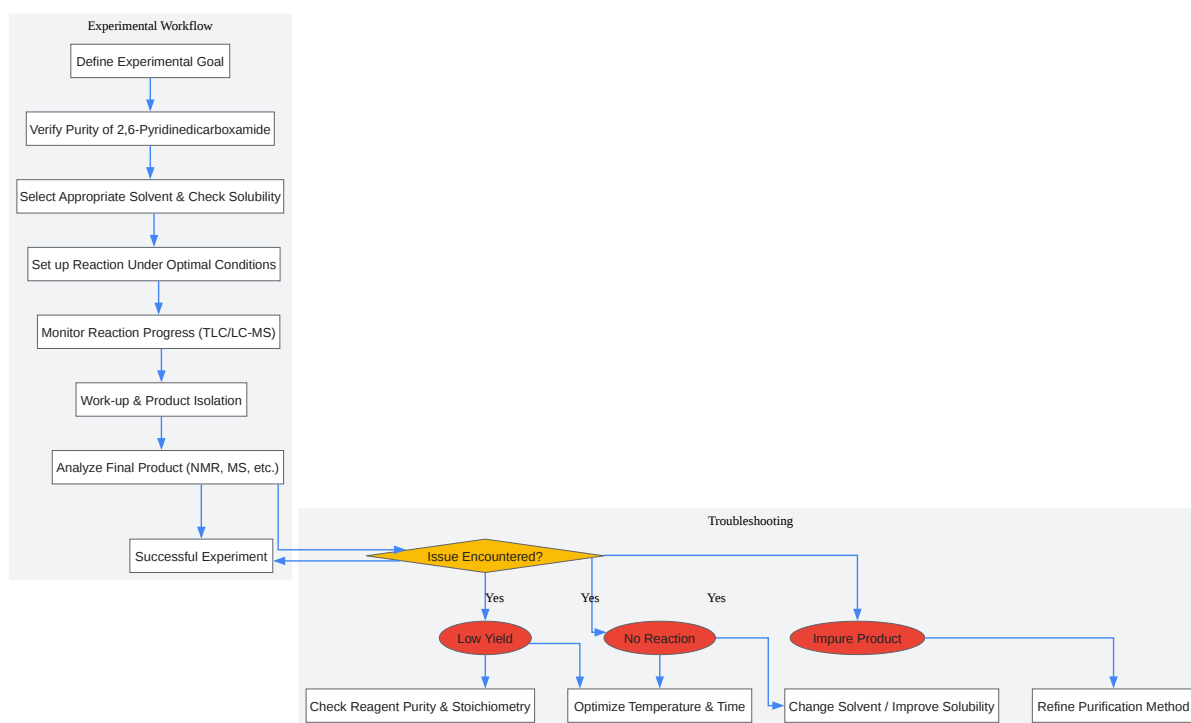 Experimental Workflow
Define Experimental Goal
Verify Purity of 2,6-Pyridinedicarboxamide
Select Appropriate Solvent & Check Solubility
Set up Reaction Under Optimal Conditions
Monitor Reaction Progress (TLC/LC-MS)
Work-up & Product Isolation
Analyze Final Product (NMR, MS, etc.)
Successful Experiment
Troubleshooting
Issue Encountered?
Yes
Yes
Yes
Low Yield
No Reaction
Impure Product
Check Reagent Purity & Stoichiometry
Optimize Temperature & Time
Change Solvent / Improve Solubility
Refine Purification Method